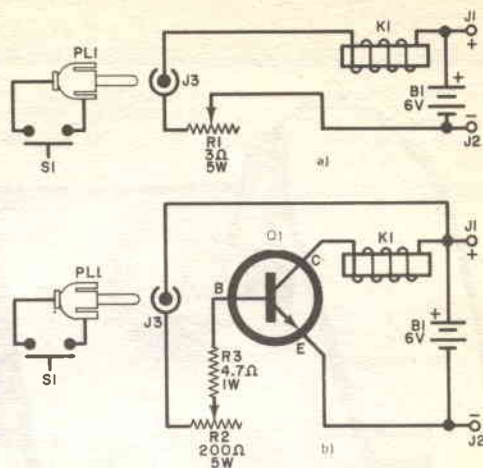 PL1
S1
J3
R1
3Ω
5W
K1
J1
+
+
B1
6V
−
J2
a)
PL1
S1
J3
Q1
B
C
E
R3
4.7Ω
1W
R2
200Ω
5W
K1
J1
+
+
B1
6V
−
J2
b)